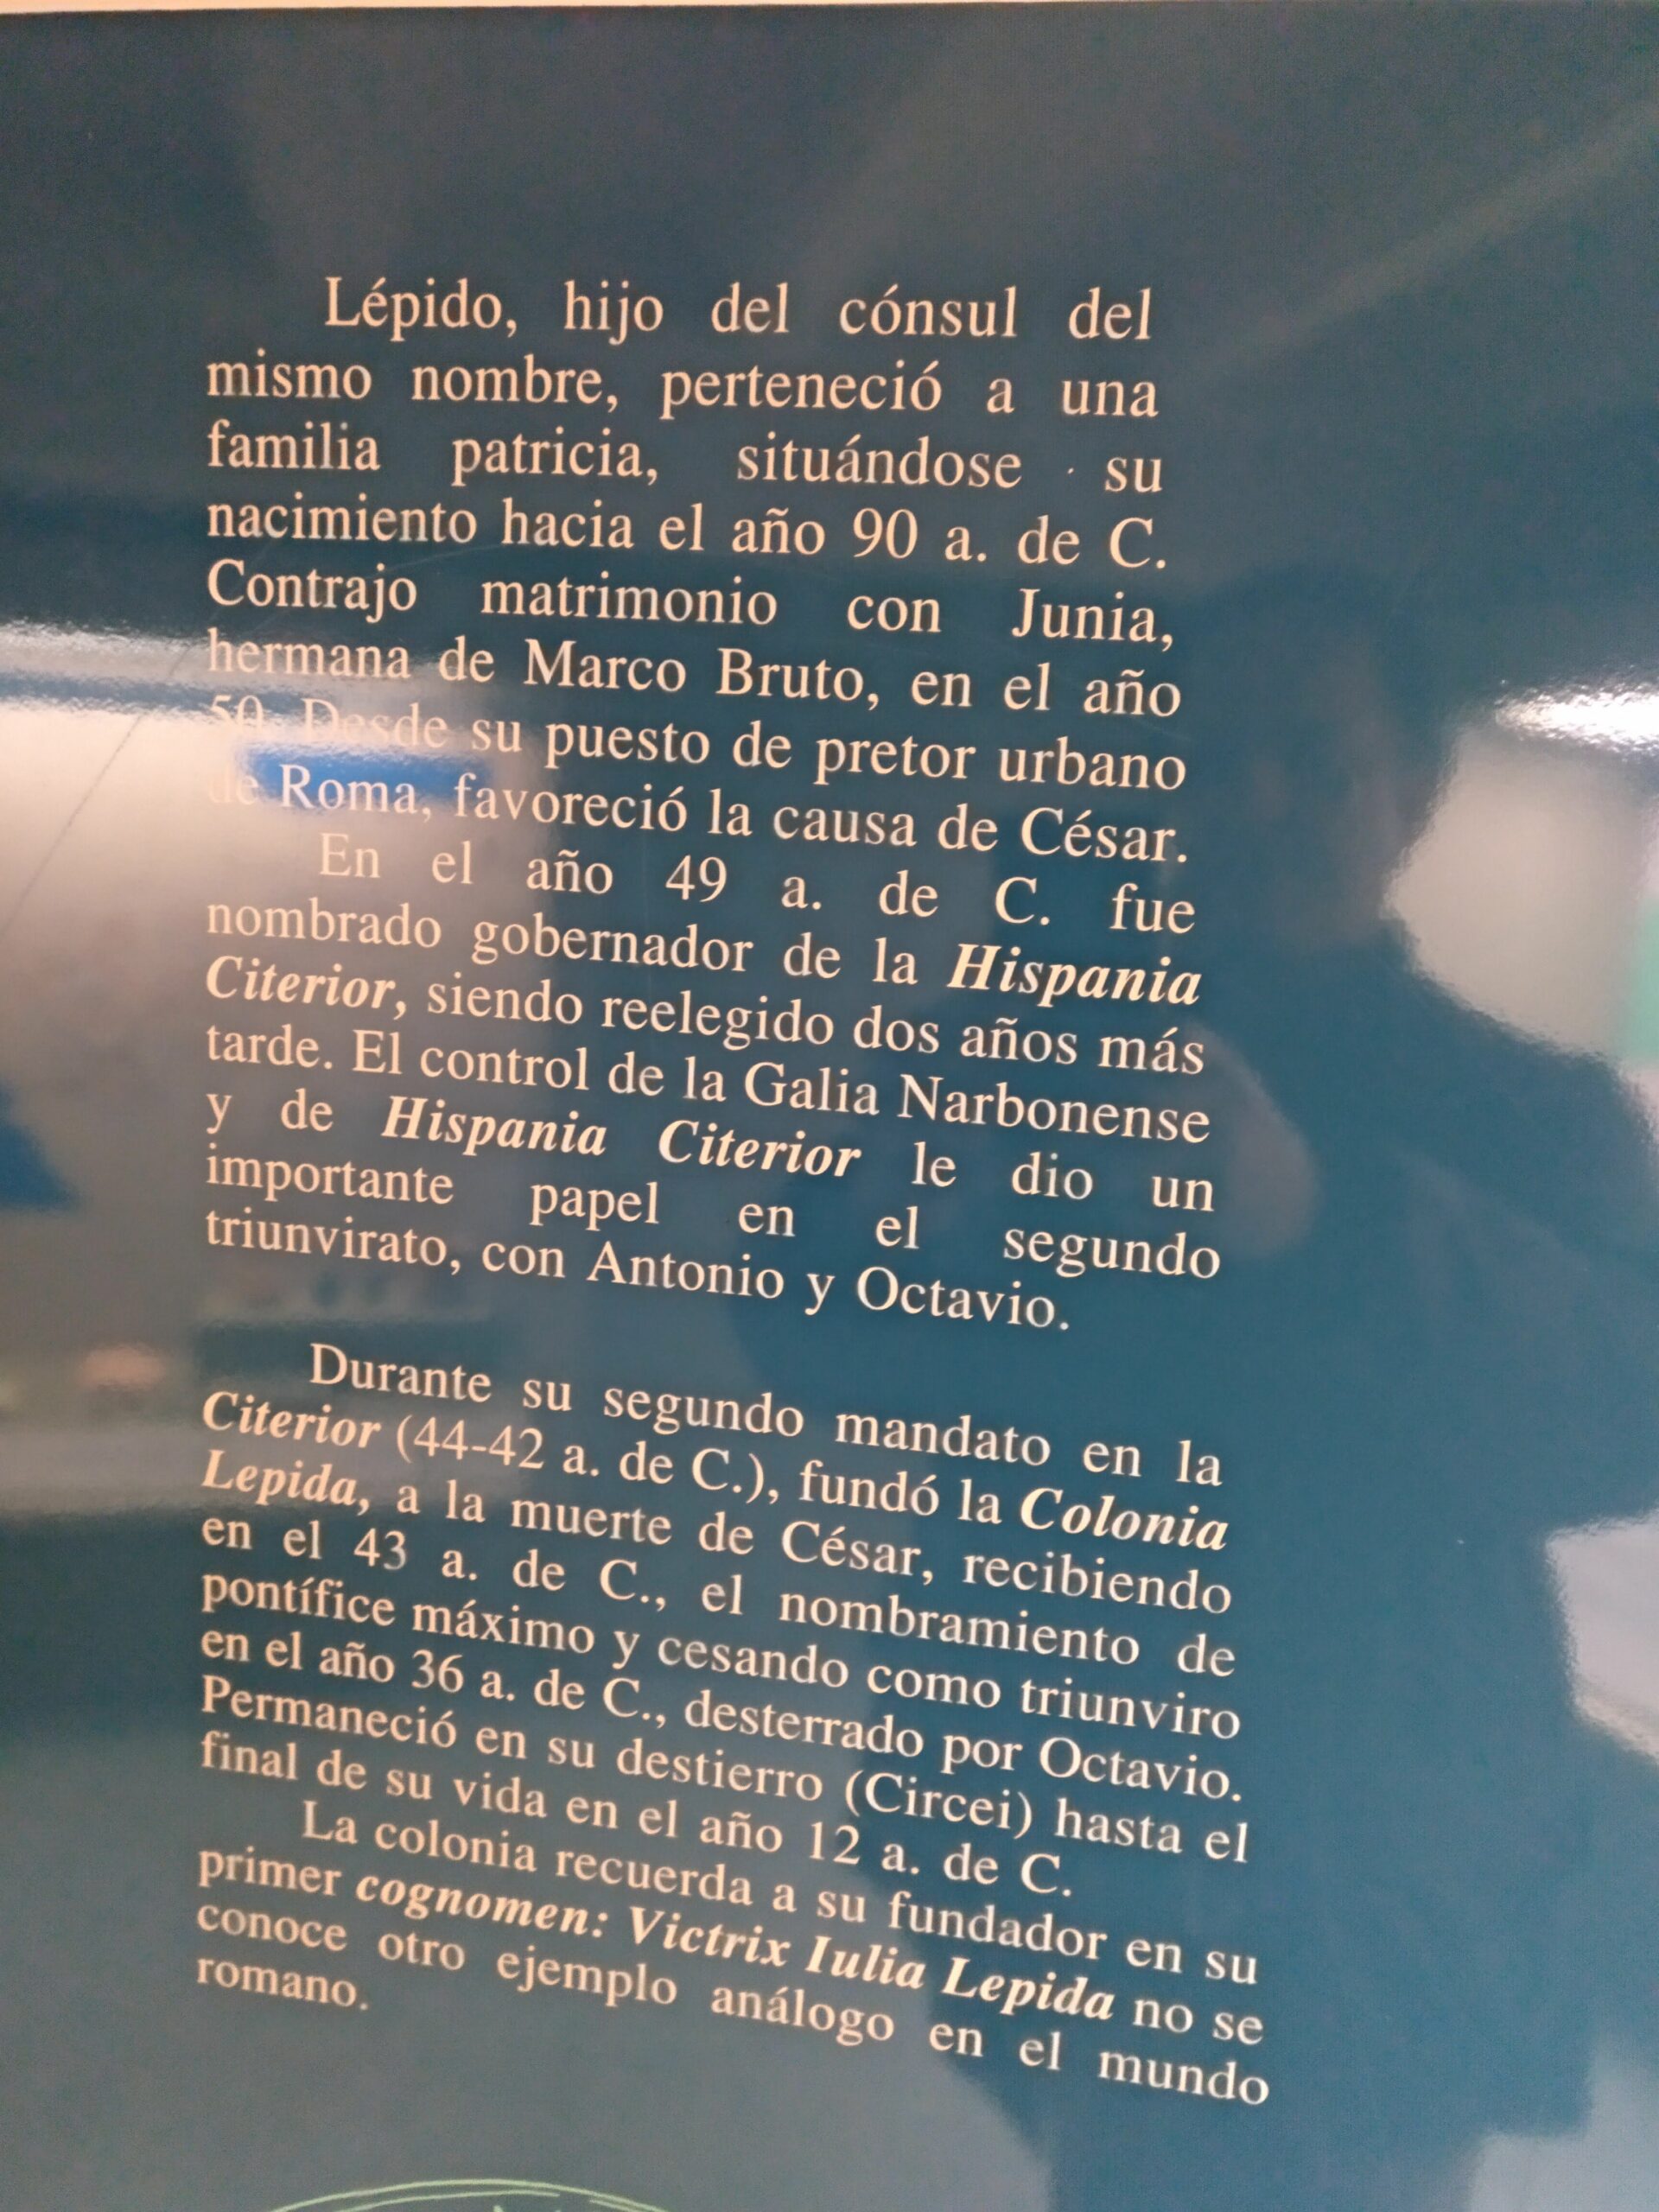 Lépido, hijo del cónsul del
mismo nombre, perteneció a una
familia patricia, situándose su
nacimiento hacia el año 90 a. de C.
Contrajo matrimonio con Junia,
hermana de Marco Bruto, en el año
50. Desde su puesto de pretor urbano
de Roma, favoreció la causa de César.
En el año 49 a. de C. fue
nombrado gobernador de la Hispania
Citerior, siendo reelegido dos años más
tarde. El control de la Galia Narbonense
y de Hispania Citerior le dio un
importante papel en el segundo
triunvirato, con Antonio y Octavio.
Durante su segundo mandato en la
Citerior (44-42 a. de C.), fundó la Colonia
Lepida, a la muerte de César, recibiendo
en el 43 a. de C., el nombramiento de
pontífice máximo y cesando como triunviro
en el año 36 a. de C., desterrado por Octavio.
Permaneció en su destierro (Circei) hasta el
final de su vida en el año 12 a. de C.
La colonia recuerda a su fundador en su
primer cognomen: Victrix Iulia Lepida no se
conoce otro ejemplo análogo en el mundo
romano.